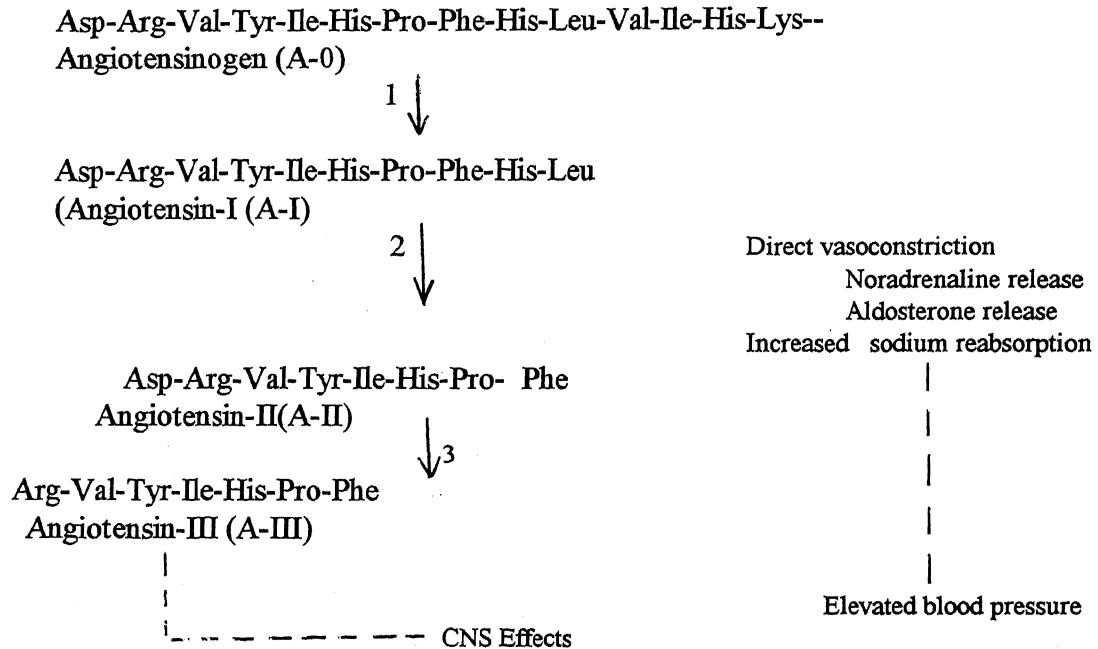 Asp-Arg-Val-Tyr-Ile-His-Pro-Phe-His-Leu-Val-Ile-His-Lys--
Angiotensinogen (A-0)
1
Asp-Arg-Val-Tyr-Ile-His-Pro-Phe-His-Leu
(Angiotensin-I (A-I)
2
Direct vasoconstriction
Noradrenaline release
Aldosterone release
Increased sodium reabsorption
Asp-Arg-Val-Tyr-Ile-His-Pro- Phe
Angiotensin-II(A-II)
3
Arg-Val-Tyr-Ile-His-Pro-Phe
Angiotensin-III (A-III)
Elevated blood pressure
CNS Effects